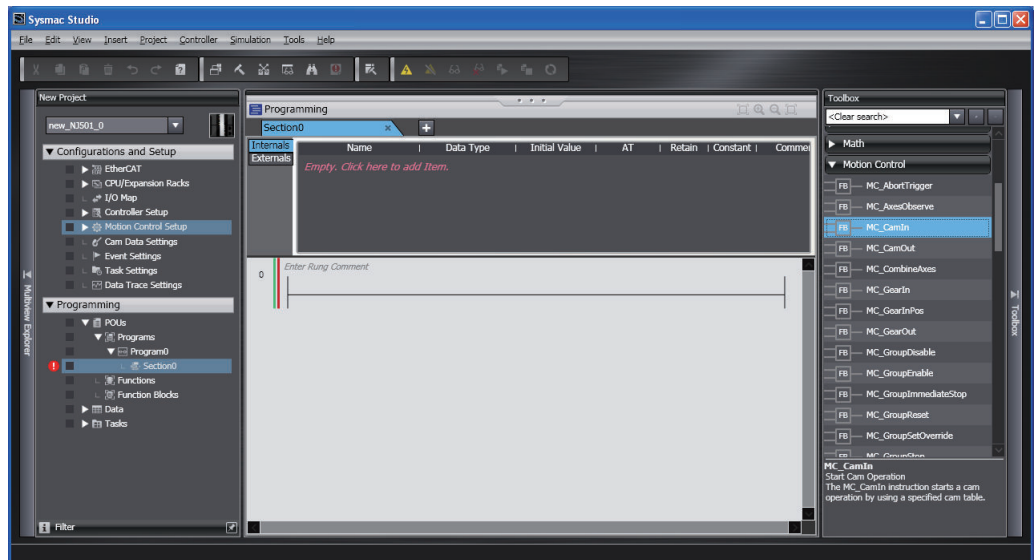 Sysmac Studio
File Edit View Insert Project Controller Simulation Tools Help
New Project
new_NJ501_0
Configurations and Setup
EtherCAT
CPU/Expansion Racks
I/O Map
Controller Setup
Motion Control Setup
Cam Data Settings
Event Settings
Task Settings
Data Trace Settings
Programming
POUs
Programs
Program0
Section0
Functions
Function Blocks
Data
Tasks
Filter
Multiview Explorer
Programming
Section0
Internals
Externals
Name Data Type Initial Value AT Retain Constant Commen
Empty. Click here to add Item.
0
Enter Rung Comment
Toolbox
<Clear search>
Math
Motion Control
FB MC_AbortTrigger
FB MC_AxesObserve
FB MC_CamIn
FB MC_CamOut
FB MC_CombineAxes
FB MC_GearIn
FB MC_GearInPos
FB MC_GearOut
FB MC_GroupDisable
FB MC_GroupEnable
FB MC_GroupImmediateStop
FB MC_GroupReset
FB MC_GroupSetOverride
FB MC_GroupStop
MC_CamIn
Start Cam Operation
The MC_CamIn instruction starts a cam
operation by using a specified cam table.
Toolbox